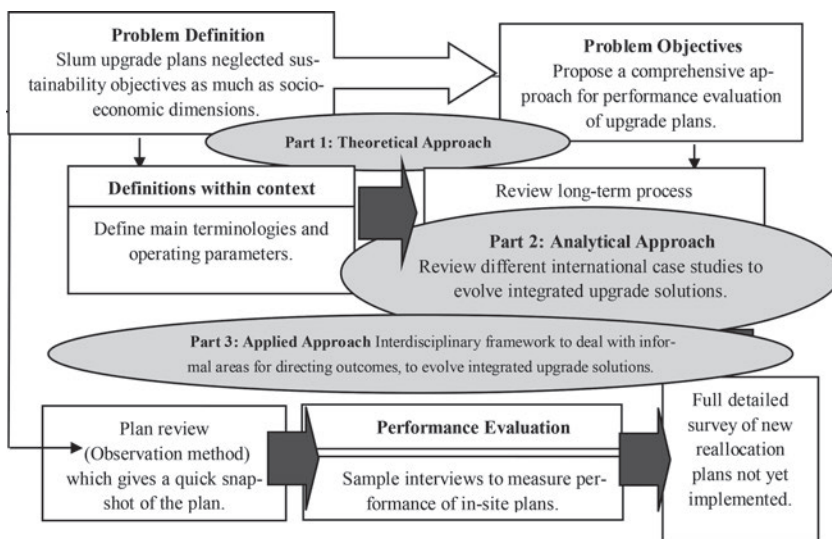 Problem Definition
Slum upgrade plans neglected sus-
tainability objectives as much as socio-
economic dimensions.
Problem Objectives
Propose a comprehensive ap-
proach for performance evaluation
of upgrade plans.
Part 1: Theoretical Approach
Definitions within context
Define main terminologies and
operating parameters.
Review long-term process
Part 2: Analytical Approach
Review different international case studies to
evolve integrated upgrade solutions.
Part 3: Applied Approach Interdisciplinary framework to deal with infor-
mal areas for directing outcomes, to evolve integrated upgrade solutions.
Plan review
(Observation method)
which gives a quick snap-
shot of the plan.
Performance Evaluation
Sample interviews to measure per-
formance of in-site plans.
Full detailed
survey of new
reallocation
plans not yet
implemented.